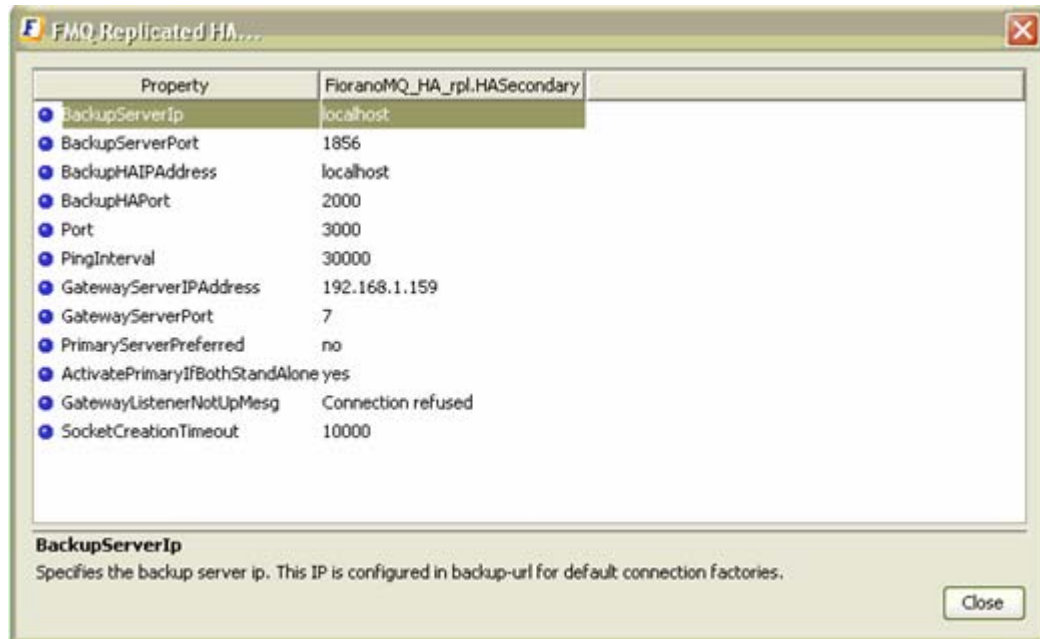 FMQ Replicated HA...
Property FioranoMQ_HA_rpl.HASecondary
BackupServerIp localhost
BackupServerPort 1856
BackupHAIPAddress localhost
BackupHAPort 2000
Port 3000
PingInterval 30000
GatewayServerIPAddress 192.168.1.159
GatewayServerPort 7
PrimaryServerPreferred no
ActivatePrimaryIfBothStandAlone yes
GatewayListenerNotUpMesg Connection refused
SocketCreationTimeout 10000
BackupServerIp
Specifies the backup server ip. This IP is configured in backup-url for default connection factories.
Close